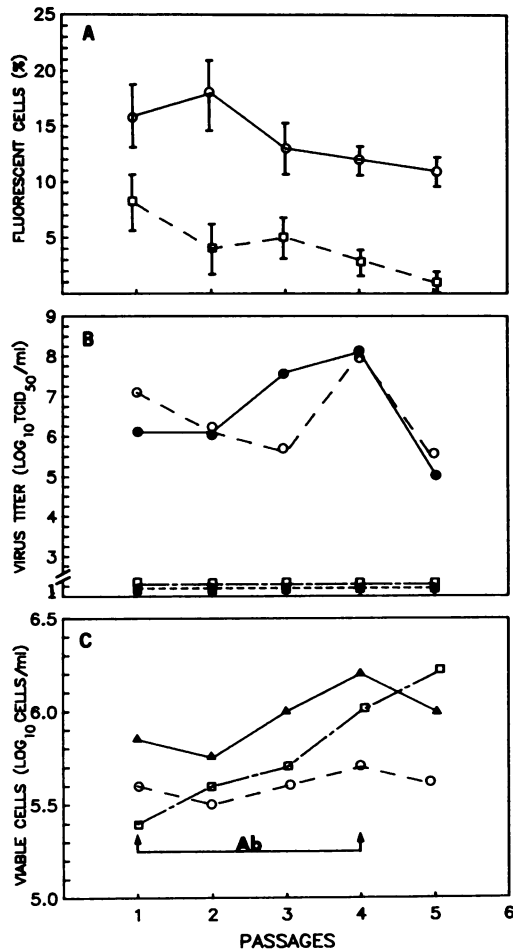 25
A
20
15
10
5
FLUORESCENT CELLS (%)
9
B
8
7
6
5
4
3
1
VIRUS TITER (LOG₁₀ TCID₅₀/ml)
6.5
C
6.0
5.5
5.0
VIABLE CELLS (LOG₁₀ CELLS/ml)
Ab
1 2 3 4 5 6
PASSAGES